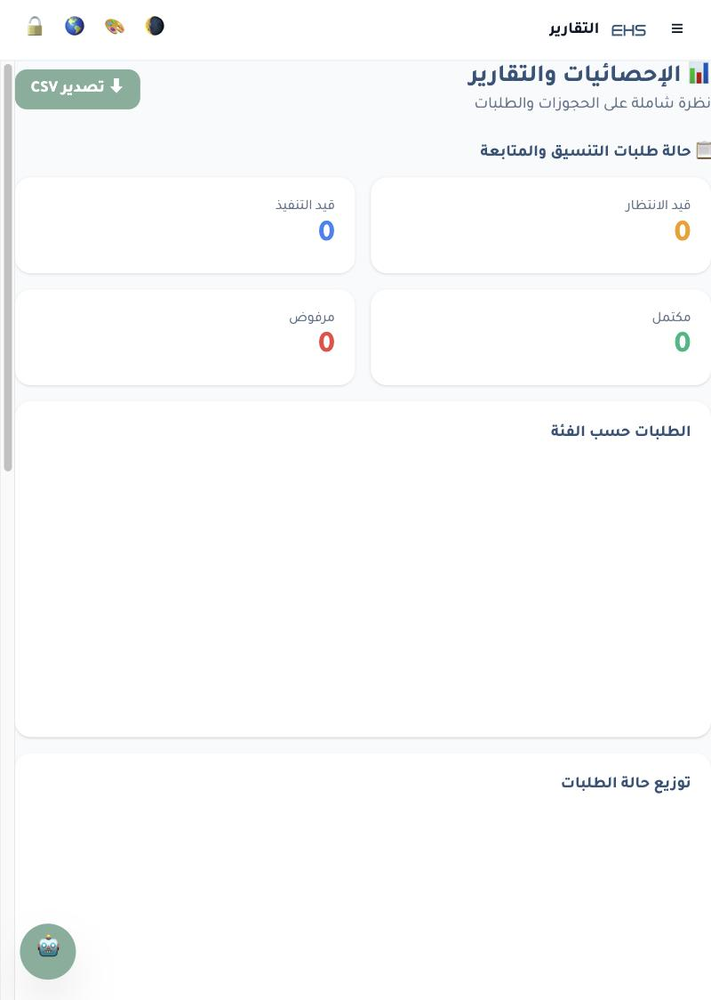 EHS التقارير
الإحصائيات والتقارير
نظرة شاملة على الحجوزات والطلبات
تصدير CSV
حالة طلبات التنسيق والمتابعة
قيد الانتظار
0
قيد التنفيذ
0
مكتمل
0
مرفوض
0
الطلبات حسب الفئة
توزيع حالة الطلبات